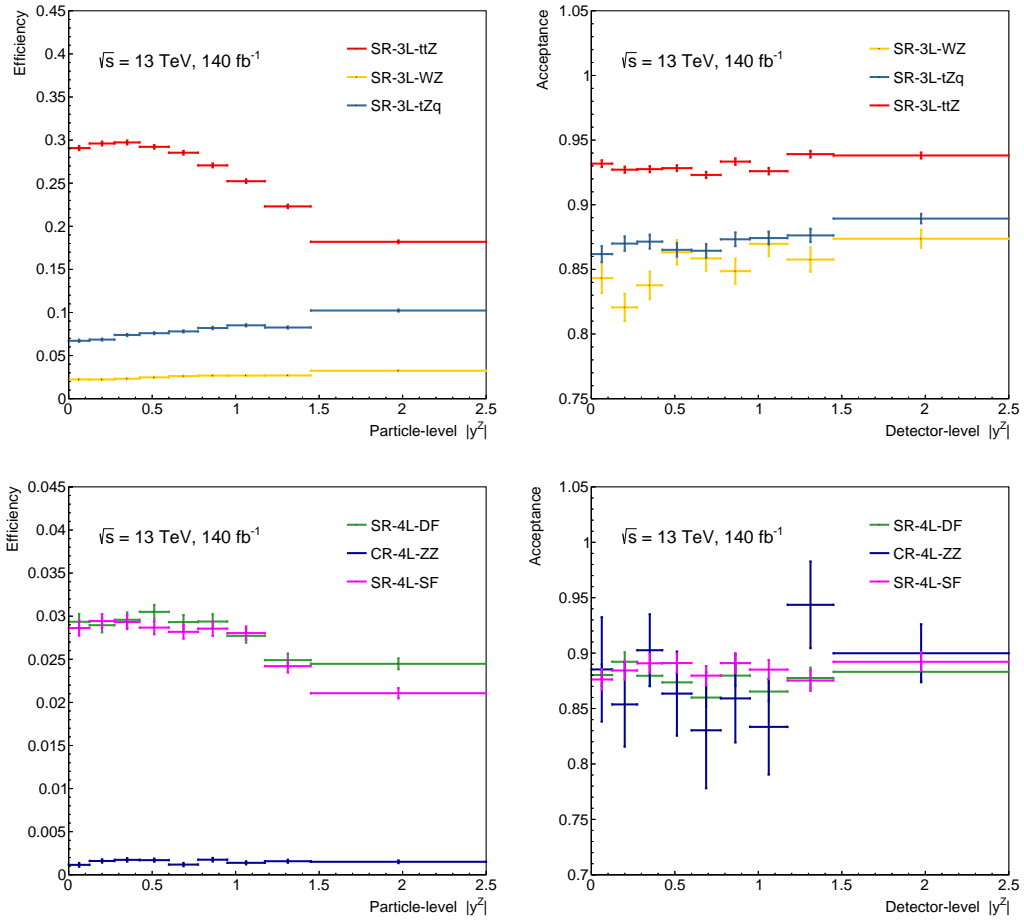 Efficiency
0.45
0.4
0.35
0.3
0.25
0.2
0.15
0.1
0.05
0
√s = 13 TeV, 140 fb⁻¹
SR-3L-ttZ
SR-3L-WZ
SR-3L-tZq
0 0.5 1 1.5 2 2.5
Particle-level |y^Z|
Acceptance
1.05
1
0.95
0.9
0.85
0.8
0.75
√s = 13 TeV, 140 fb⁻¹
SR-3L-WZ
SR-3L-tZq
SR-3L-ttZ
0 0.5 1 1.5 2 2.5
Detector-level |y^Z|
Efficiency
0.045
0.04
0.035
0.03
0.025
0.02
0.015
0.01
0.005
0
√s = 13 TeV, 140 fb⁻¹
SR-4L-DF
CR-4L-ZZ
SR-4L-SF
0 0.5 1 1.5 2 2.5
Particle-level |y^Z|
Acceptance
1.05
1
0.95
0.9
0.85
0.8
0.75
0.7
√s = 13 TeV, 140 fb⁻¹
SR-4L-DF
CR-4L-ZZ
SR-4L-SF
0 0.5 1 1.5 2 2.5
Detector-level |y^Z|